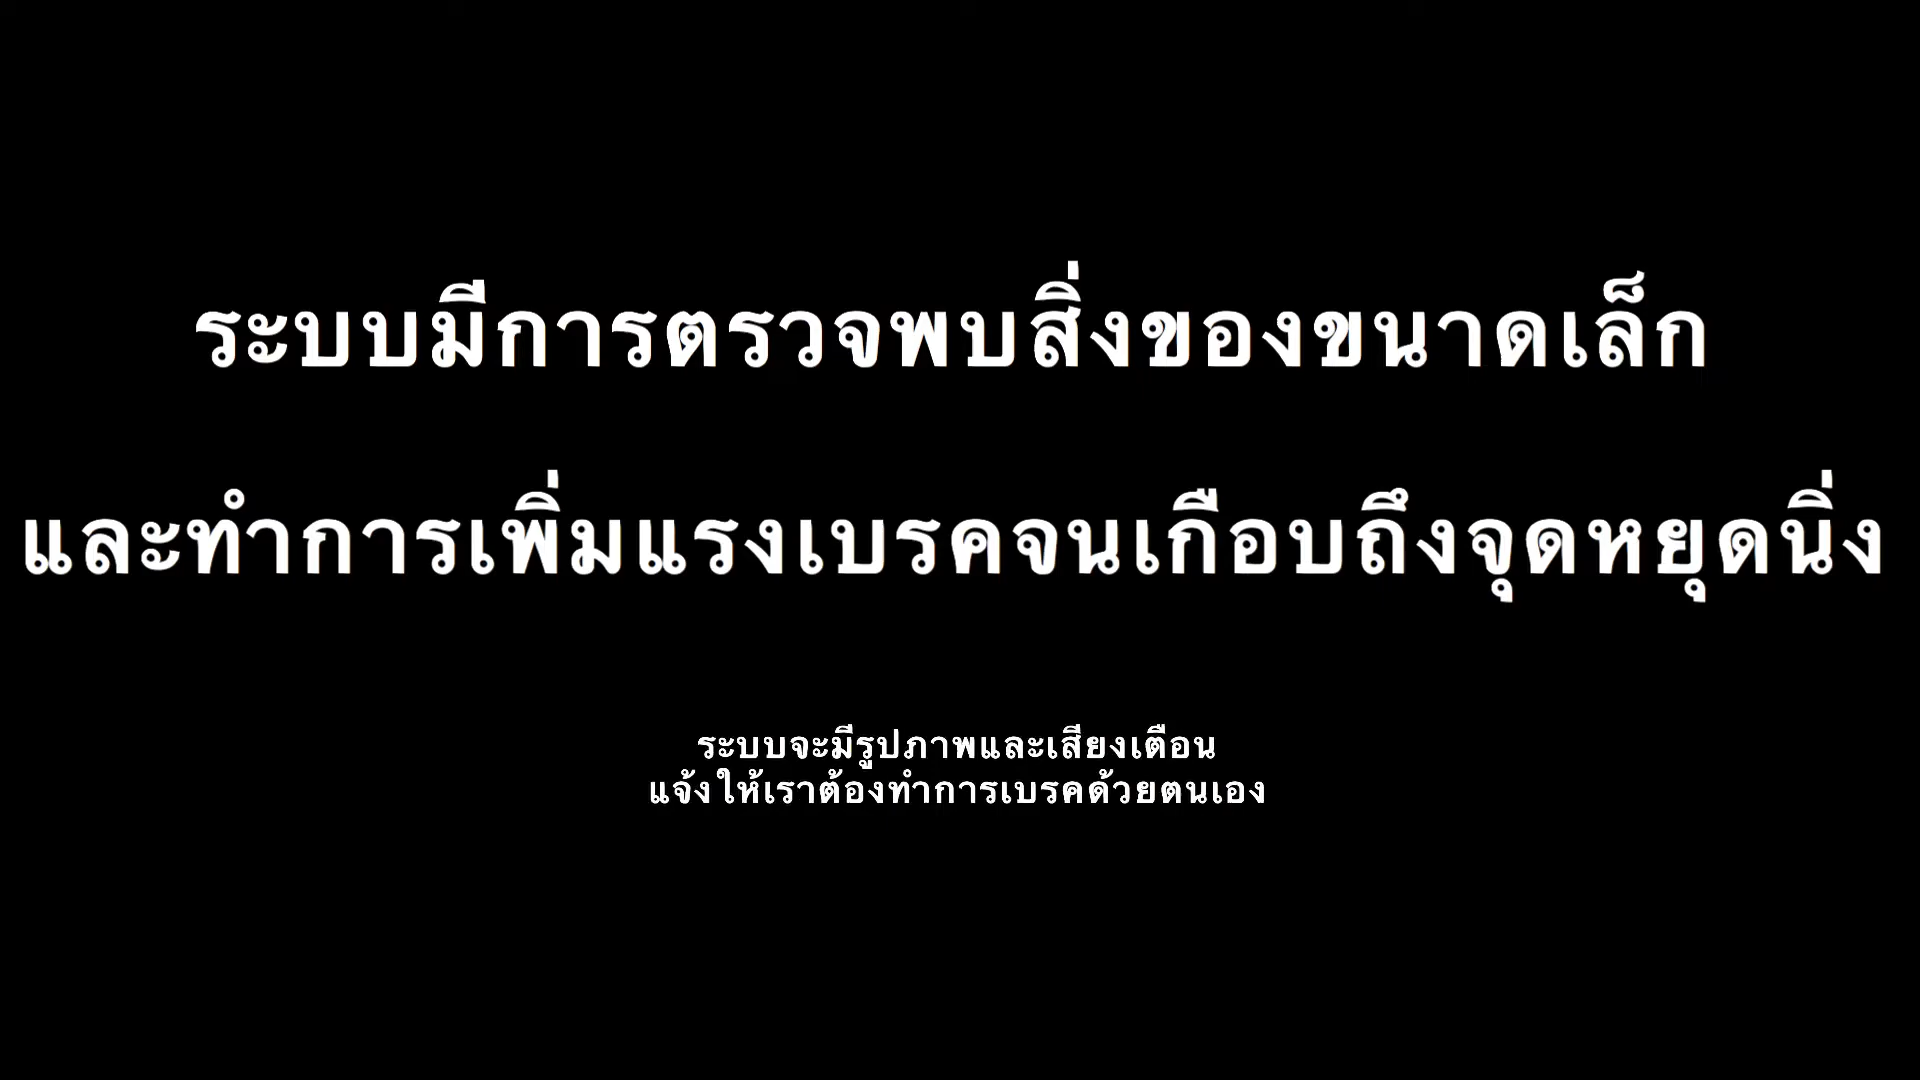 ระบบมีการตรวจพบสิ่งของขนาดเล็ก
และทำการเพิ่มแรงเบรคจนเกือบถึงจุดหยุดนิ่ง
ระบบจะมีรูปภาพและเสียงเตือน
แจ้งให้เราต้องทำการเบรคด้วยตนเอง